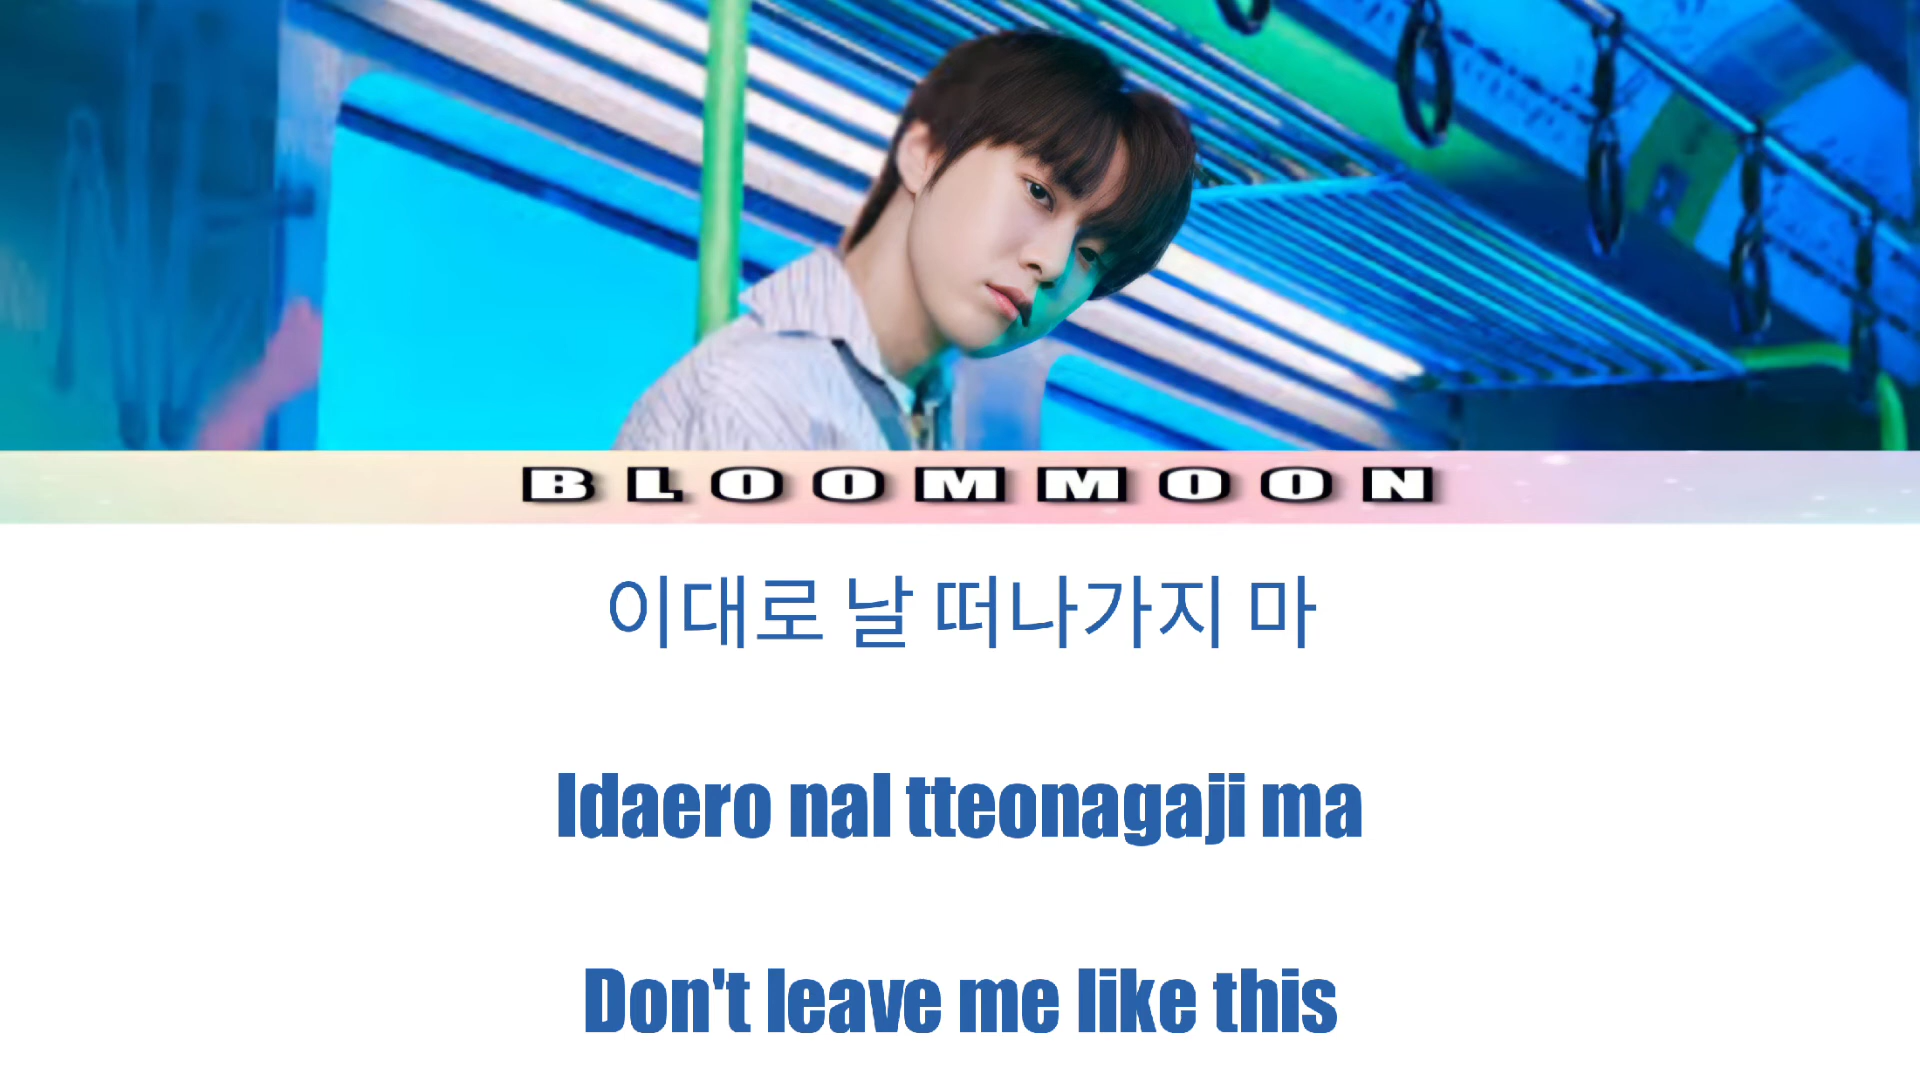 BLOOMMOON
이대로 날 떠나가지 마
Idaero nal tteonagaji ma
Don't leave me like this